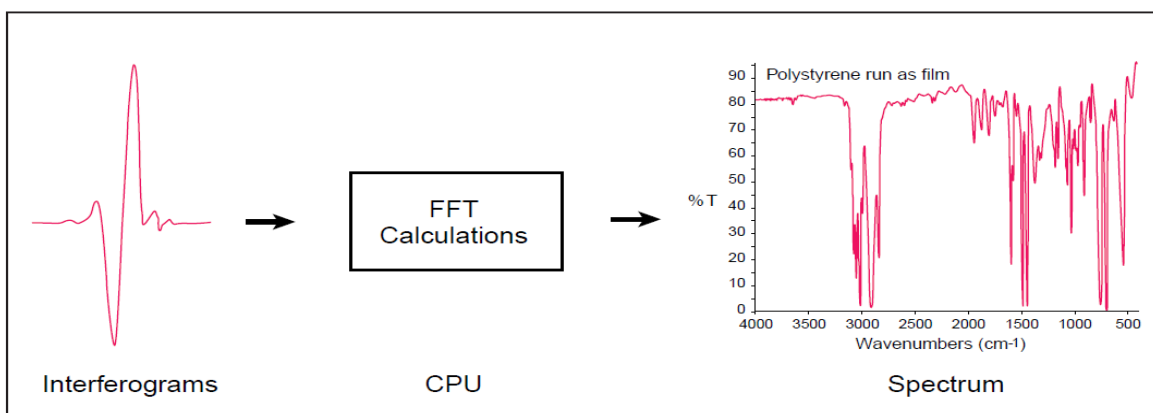 FFT
Calculations
Polystyrene run as film
90
80
70
60
50
40
30
20
10
0
% T
4000 3000 2500 2000 1500 1000 500
Wavenumbers (cm-1)
Interferograms
CPU
Spectrum